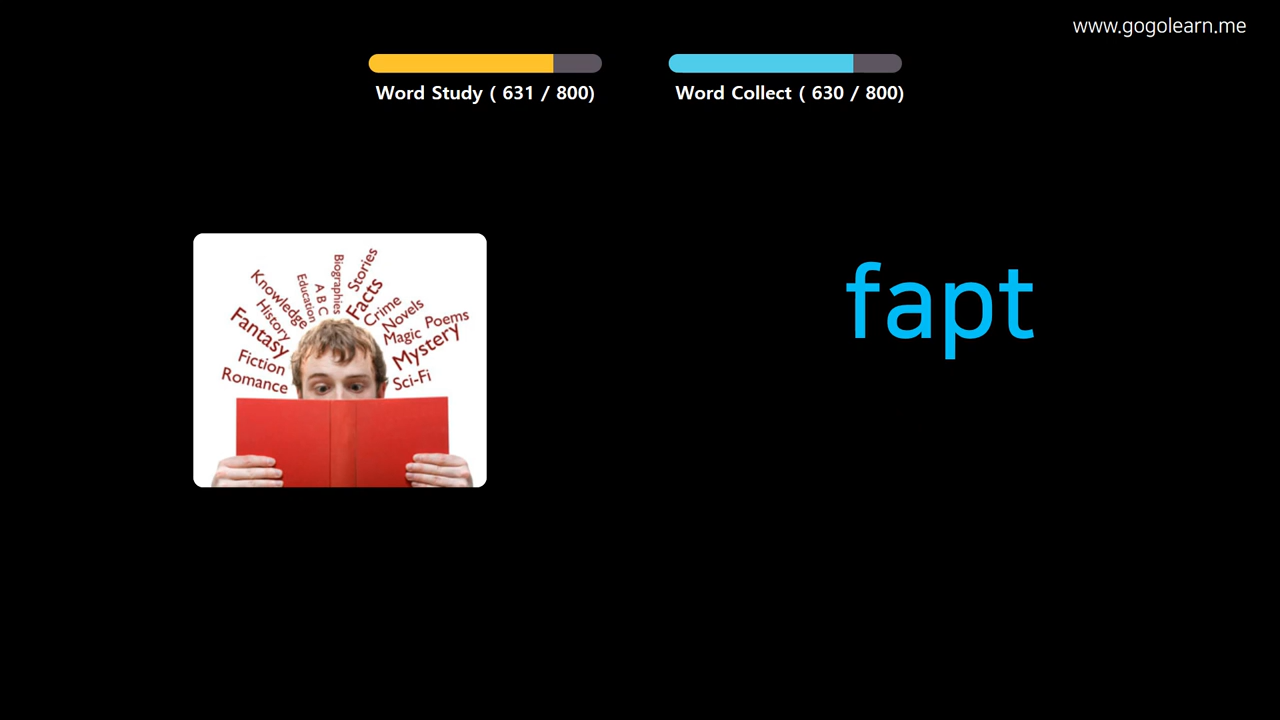 www.gogolearn.me
Word Study ( 631 / 800)
Word Collect ( 630 / 800)
Knowledge
History
Fantasy
Fiction
Romance
Education
A B C
Biographies
Stories
Facts
Crime
Novels
Magic
Poems
Mystery
Sci-Fi
fapt